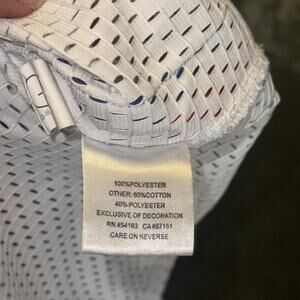 100%POLYESTER
OTHER: 60%COTTON
40%POLYESTER
EXCLUSIVE OF DECORATION
RN #54163 CA #57151
CARE ON REVERSE